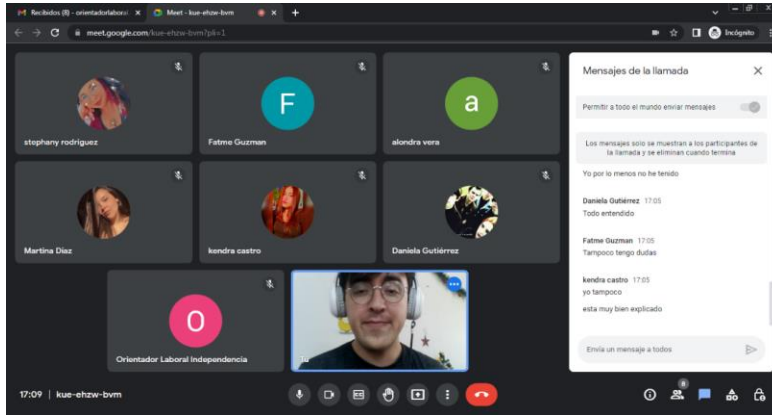 Recibidos (8) - orientadorlaboral
Meet - kue-ehzw-bvm
meet.google.com/kue-ehzw-bvm?pli=1
Incógnito
stephany rodriguez
F
Fatme Guzman
a
alondra vera
Martina Díaz
kendra castro
Daniela Gutiérrez
O
Orientador Laboral Independencia
Tú
17:09 | kue-ehzw-bvm
8
Mensajes de la llamada
Permitir a todo el mundo enviar mensajes
Los mensajes solo se muestran a los participantes de
la llamada y se eliminan cuando termina
Yo por lo menos no he tenido
Daniela Gutiérrez 17:05
Todo entendido
Fatme Guzman 17:05
Tampoco tengo dudas
kendra castro 17:05
yo tampoco
esta muy bien explicado
Envía un mensaje a todos